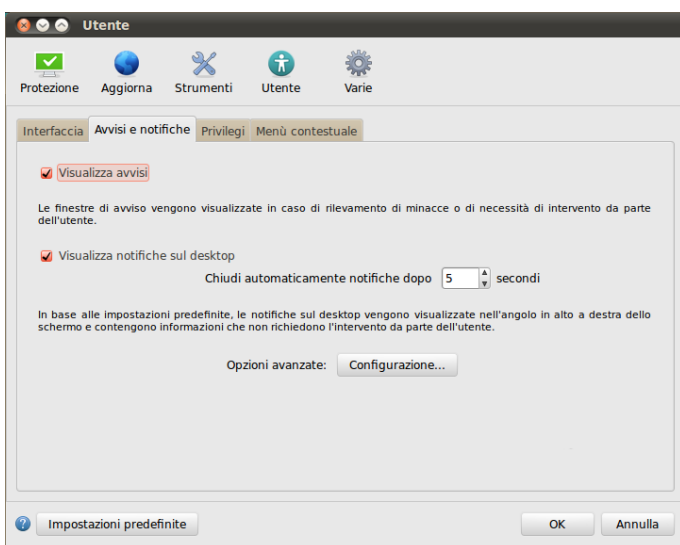 Utente
Protezione Aggiorna Strumenti Utente Varie
Interfaccia Avvisi e notifiche Privilegi Menù contestuale
Visualizza avvisi
Le finestre di avviso vengono visualizzate in caso di rilevamento di minacce o di necessità di intervento da parte
dell'utente.
Visualizza notifiche sul desktop
Chiudi automaticamente notifiche dopo 5 secondi
In base alle impostazioni predefinite, le notifiche sul desktop vengono visualizzate nell'angolo in alto a destra dello
schermo e contengono informazioni che non richiedono l'intervento da parte dell'utente.
Opzioni avanzate: Configurazione...
? Impostazioni predefinite OK Annulla